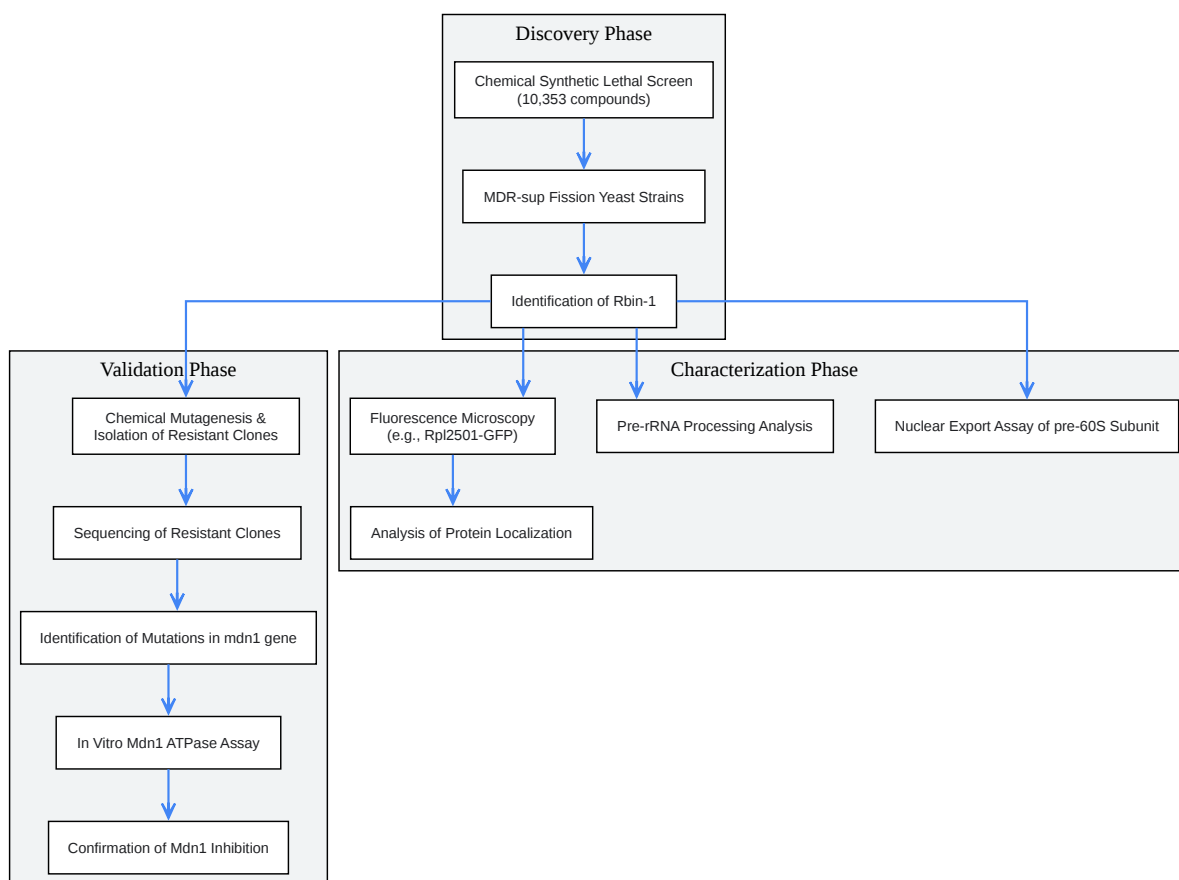 Discovery Phase
Chemical Synthetic Lethal Screen
(10,353 compounds)
MDR-sup Fission Yeast Strains
Identification of Rbin-1
Validation Phase
Chemical Mutagenesis &
Isolation of Resistant Clones
Sequencing of Resistant Clones
Identification of Mutations in mdn1 gene
In Vitro Mdn1 ATPase Assay
Confirmation of Mdn1 Inhibition
Characterization Phase
Fluorescence Microscopy
(e.g., Rpl2501-GFP)
Analysis of Protein Localization
Pre-rRNA Processing Analysis
Nuclear Export Assay of pre-60S Subunit